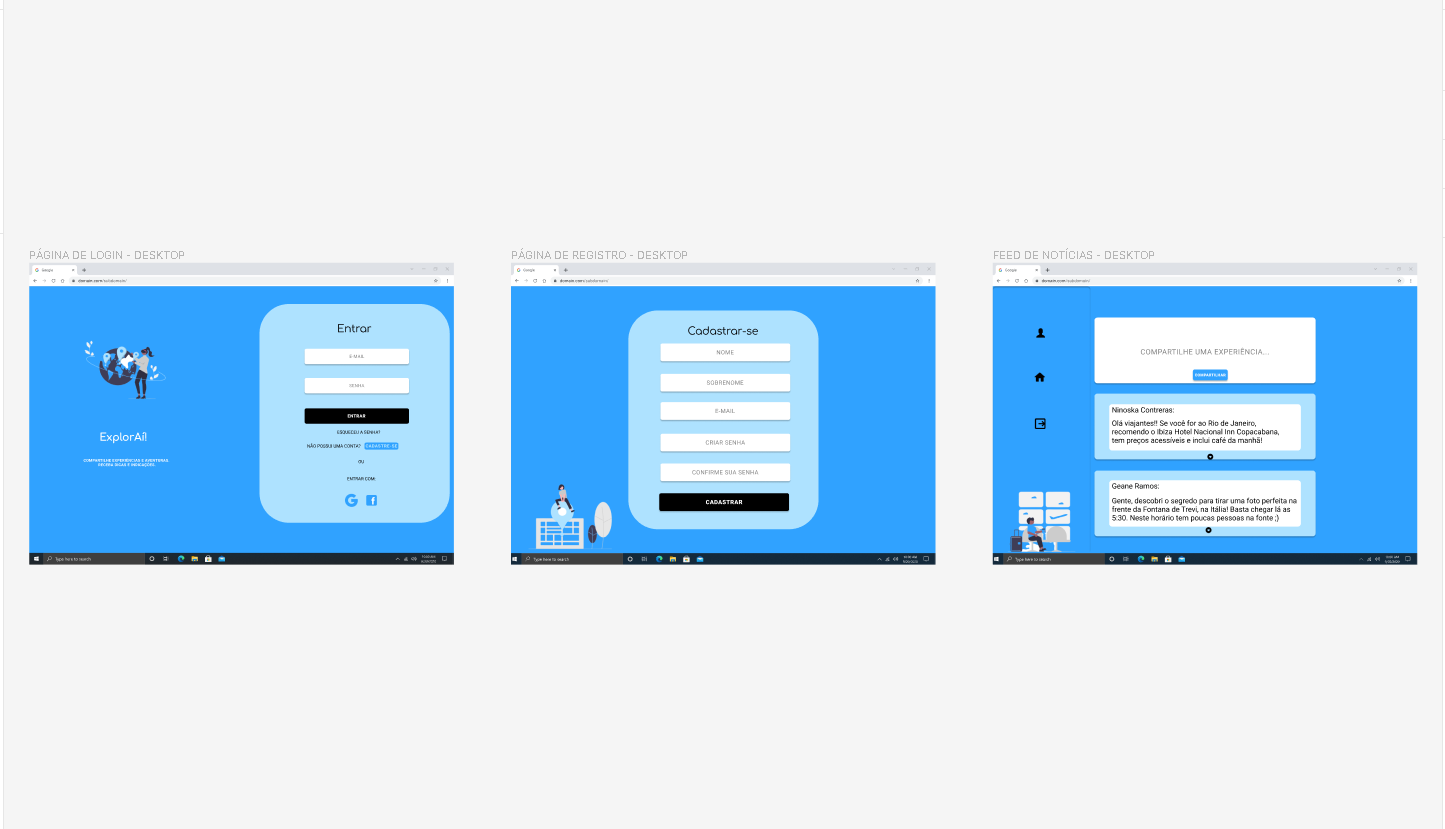 PÁGINA DE LOGIN - DESKTOP
Google
domain.com/subdomain/
ExplorAí!
COMPARTILHE EXPERIÊNCIAS E AVENTURAS.
RECEBA DICAS E INDICAÇÕES.
Entrar
E-MAIL
SENHA
ENTRAR
ESQUECEU A SENHA?
NÃO POSSUI UMA CONTA? CADASTRE-SE
OU
ENTRAR COM:
Type here to search
PÁGINA DE REGISTRO - DESKTOP
Google
domain.com/subdomain/
Cadastrar-se
NOME
SOBRENOME
E-MAIL
CRIAR SENHA
CONFIRME SUA SENHA
CADASTRAR
Type here to search
FEED DE NOTÍCIAS - DESKTOP
Google
domain.com/subdomain/
COMPARTILHE UMA EXPERIÊNCIA...
COMPARTILHAR
Ninoska Contreras:
Olá viajantes!! Se você for ao Rio de Janeiro,
recomendo o Ibiza Hotel Nacional Inn Copacabana,
tem preços acessíveis e inclui café da manhã!
Geane Ramos:
Gente, descobri o segredo para tirar uma foto perfeita na
frente da Fontana de Trevi, na Itália! Basta chegar lá as
5:30. Neste horário tem poucas pessoas na fonte ;)
Type here to search